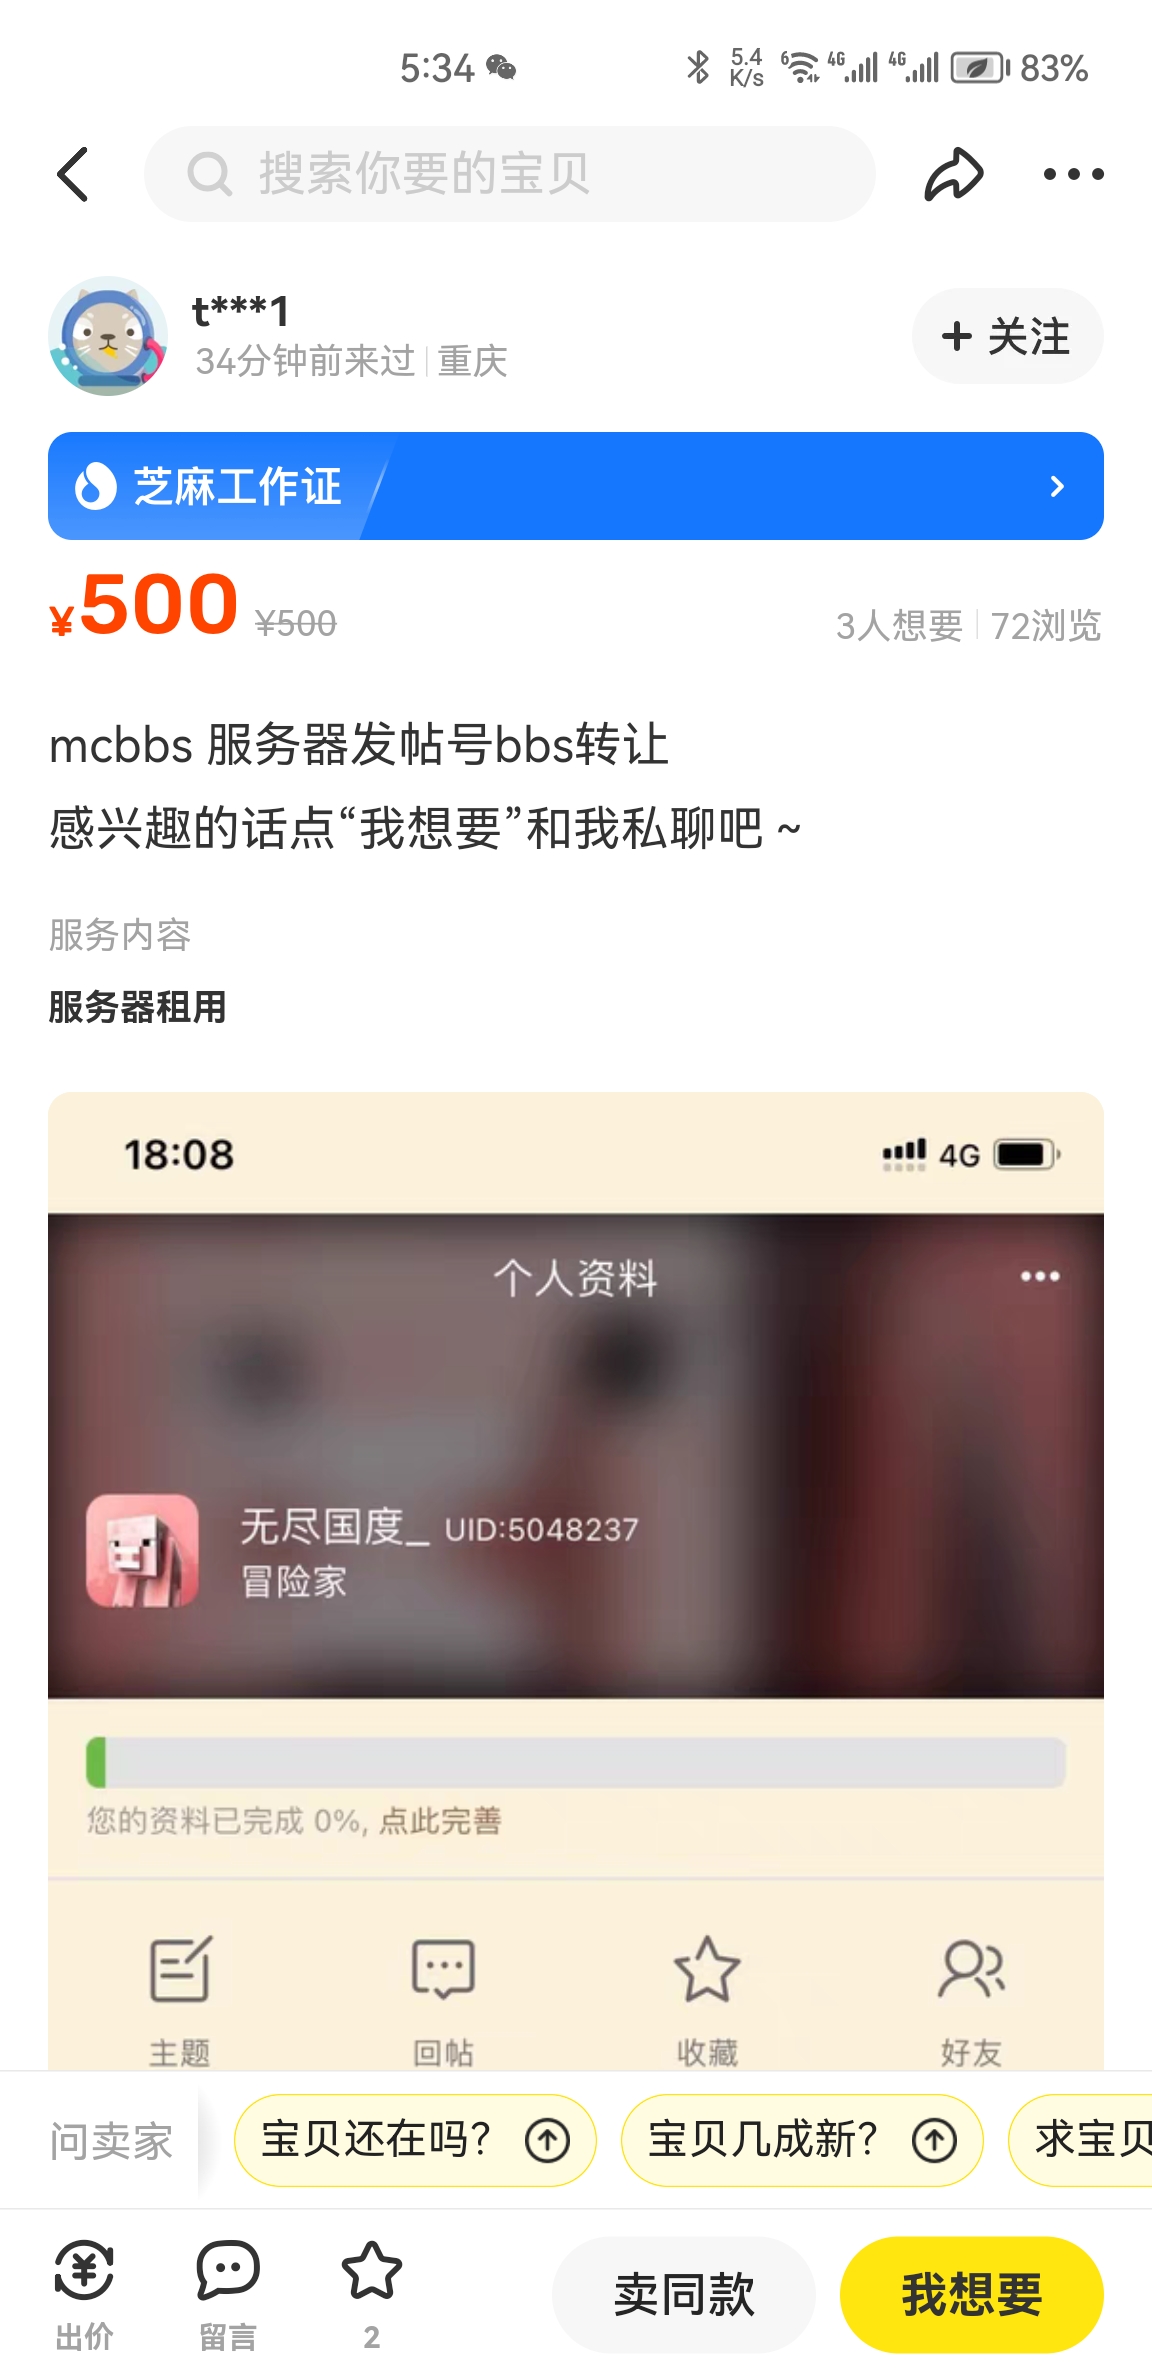 5:34
5.4 K/s 6 4G 4G 83%
搜索你要的宝贝
t***1
34分钟前来过 重庆
+ 关注
芝麻工作证
¥500 ¥500
3人想要 72浏览
mcbbs 服务器发帖号bbs转让
感兴趣的话点“我想要”和我私聊吧 ~
服务内容
服务器租用
18:08
4G
个人资料
无尽国度_ UID:5048237
冒险家
您的资料已完成 0%, 点此完善
主题 回帖 收藏 好友
问卖家 宝贝还在吗? 宝贝几成新? 求宝贝
出价 留言 2 卖同款 我想要